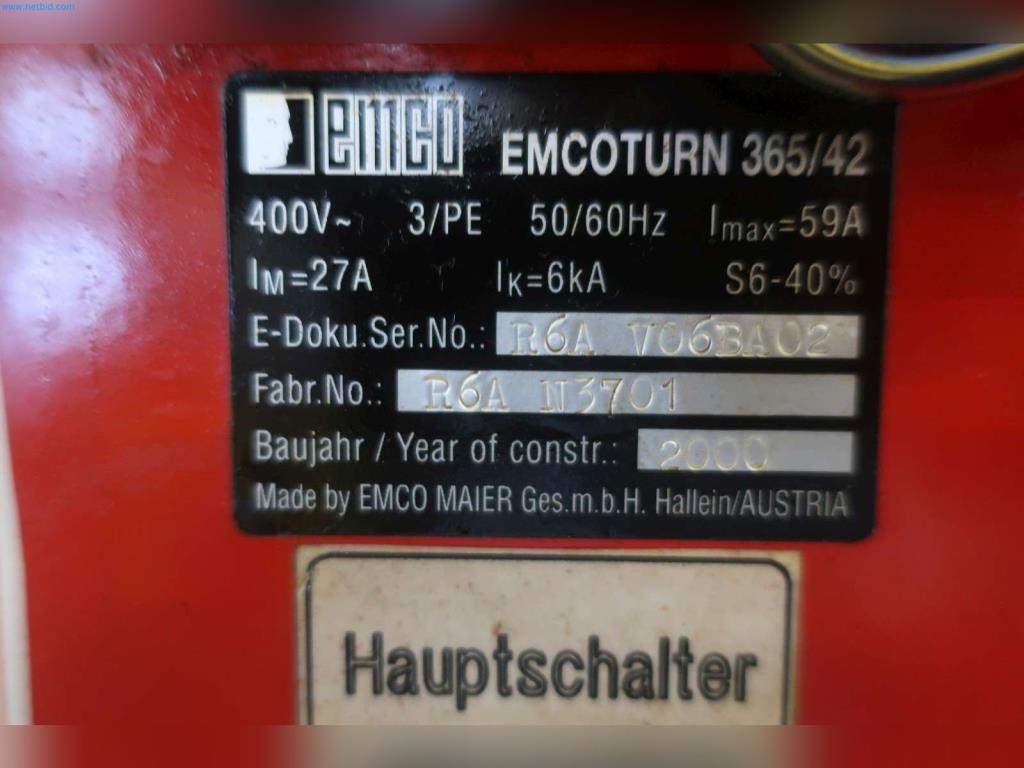 www.netbid.com
emco EMCOTURN 365/42
400V~ 3/PE 50/60Hz Imax=59A
IM=27A IK=6kA S6-40%
E-Doku.Ser.No.: R6A V06BA02
Fabr.No.: R6A N3701
Baujahr / Year of constr.: 2000
Made by EMCO MAIER Ges.m.b.H. Hallein/AUSTRIA
Hauptschalter